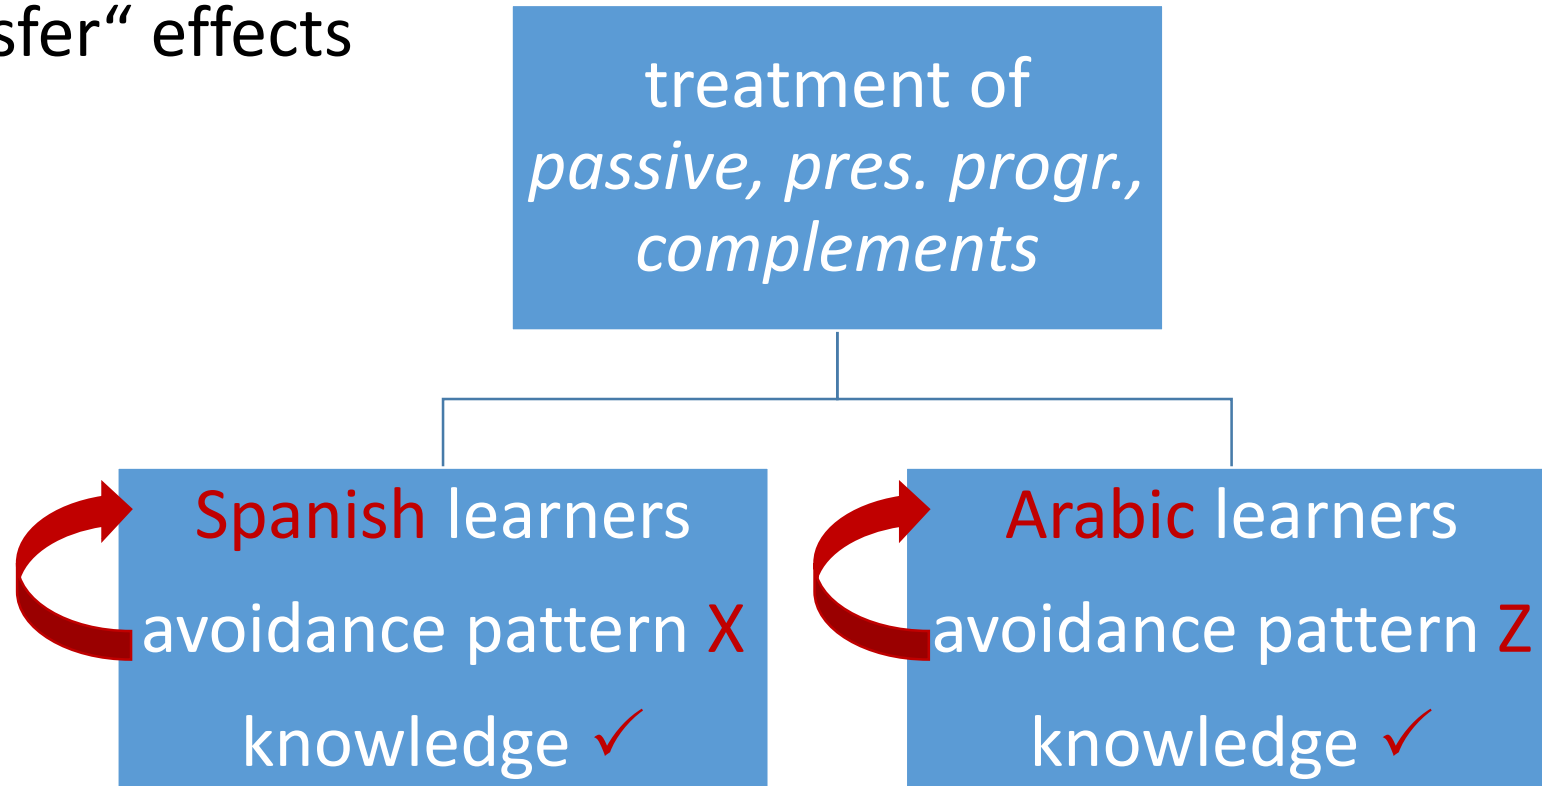 sfer“ effects
treatment of
passive, pres. progr.,
complements
Spanish learners
avoidance pattern X
knowledge ✓
Arabic learners
avoidance pattern Z
knowledge ✓